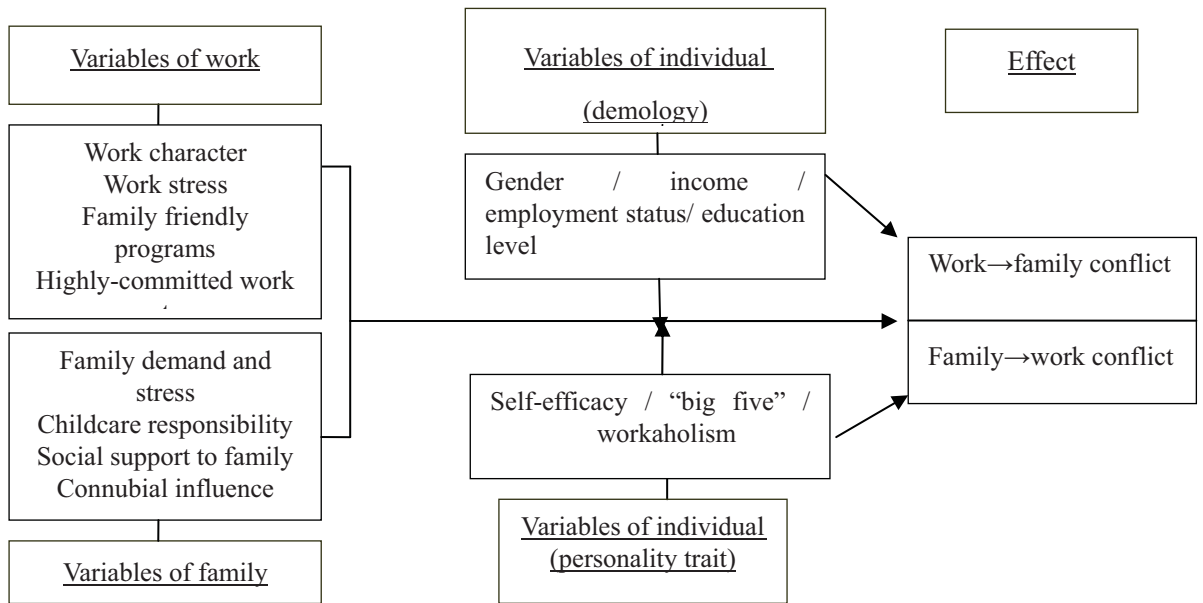 Variables of work
Work character
Work stress
Family friendly
programs
Highly-committed work
Family demand and
stress
Childcare responsibility
Social support to family
Connubial influence
Variables of family
Variables of individual
(demology)
Gender / income /
employment status/ education
level
Self-efficacy / “big five” /
workaholism
Variables of individual
(personality trait)
Effect
Work→family conflict
Family→work conflict